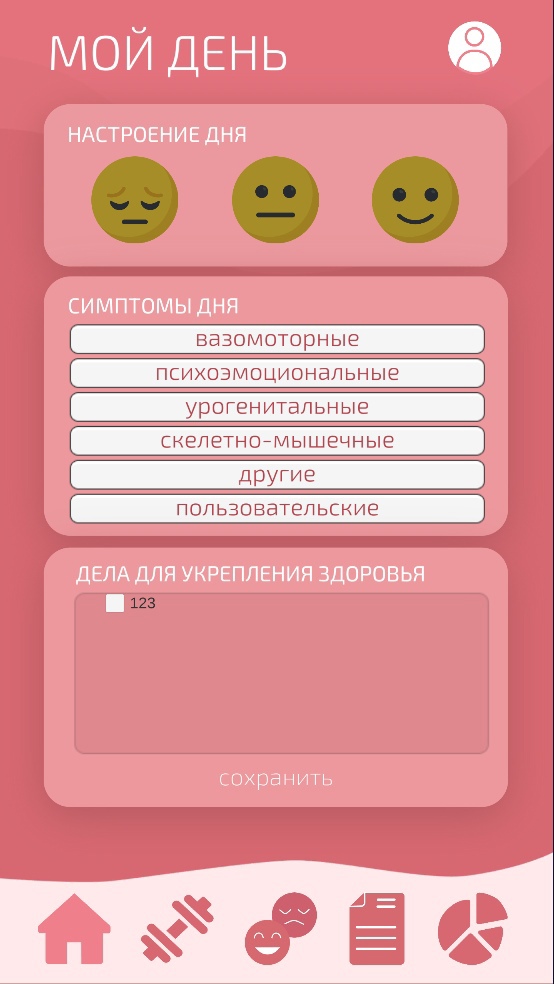 МОЙ ДЕНЬ
НАСТРОЕНИЕ ДНЯ
СИМПТОМЫ ДНЯ
вазомоторные
психоэмоциональные
урогенитальные
скелетно-мышечные
другие
пользовательские
ДЕЛА ДЛЯ УКРЕПЛЕНИЯ ЗДОРОВЬЯ
123
сохранить